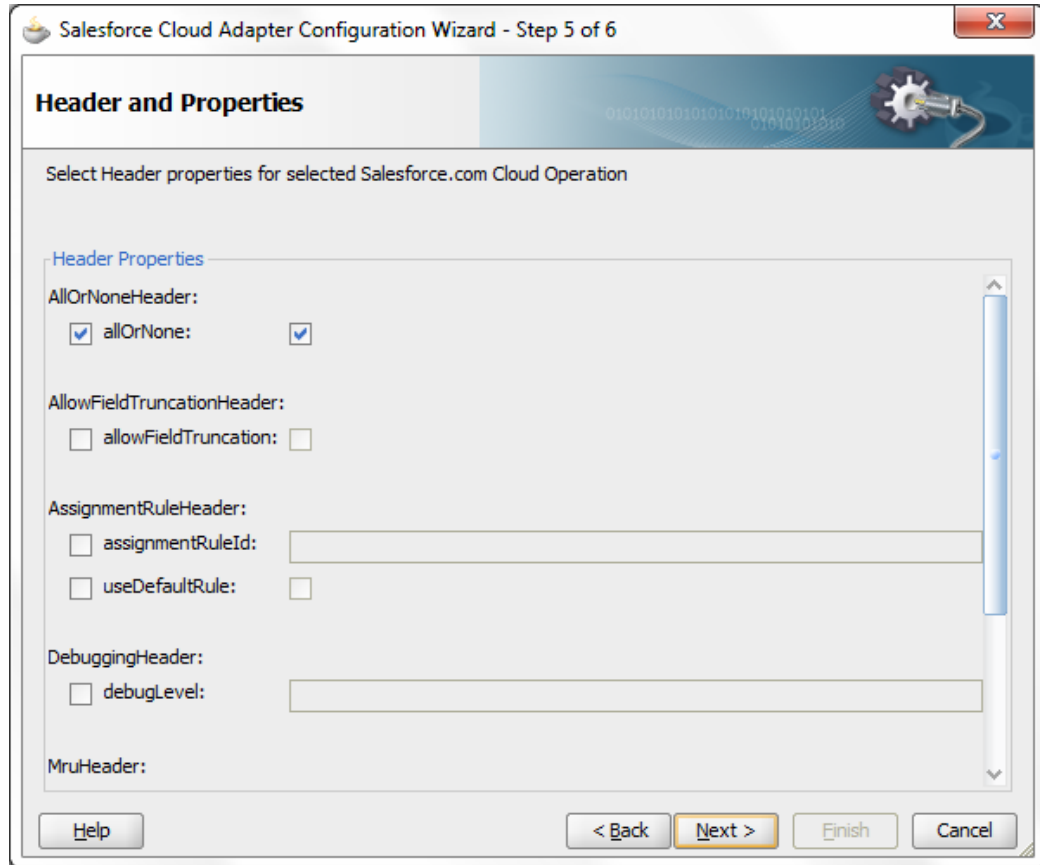 Salesforce Cloud Adapter Configuration Wizard - Step 5 of 6
Header and Properties
Select Header properties for selected Salesforce.com Cloud Operation
Header Properties
AllOrNoneHeader:
allOrNone:
AllowFieldTruncationHeader:
allowFieldTruncation:
AssignmentRuleHeader:
assignmentRuleId:
useDefaultRule:
DebuggingHeader:
debugLevel:
MruHeader:
Help < Back Next > Finish Cancel